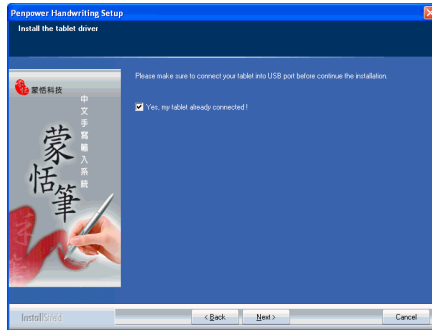 Penpower Handwriting Setup
Install the tablet driver
Please make sure to connect your tablet into USB port before continue the installation.
Yes, my tablet already connected !
蒙恬科技
中文手寫輸入系統
蒙恬筆
InstallShield
< Back
Next >
Cancel